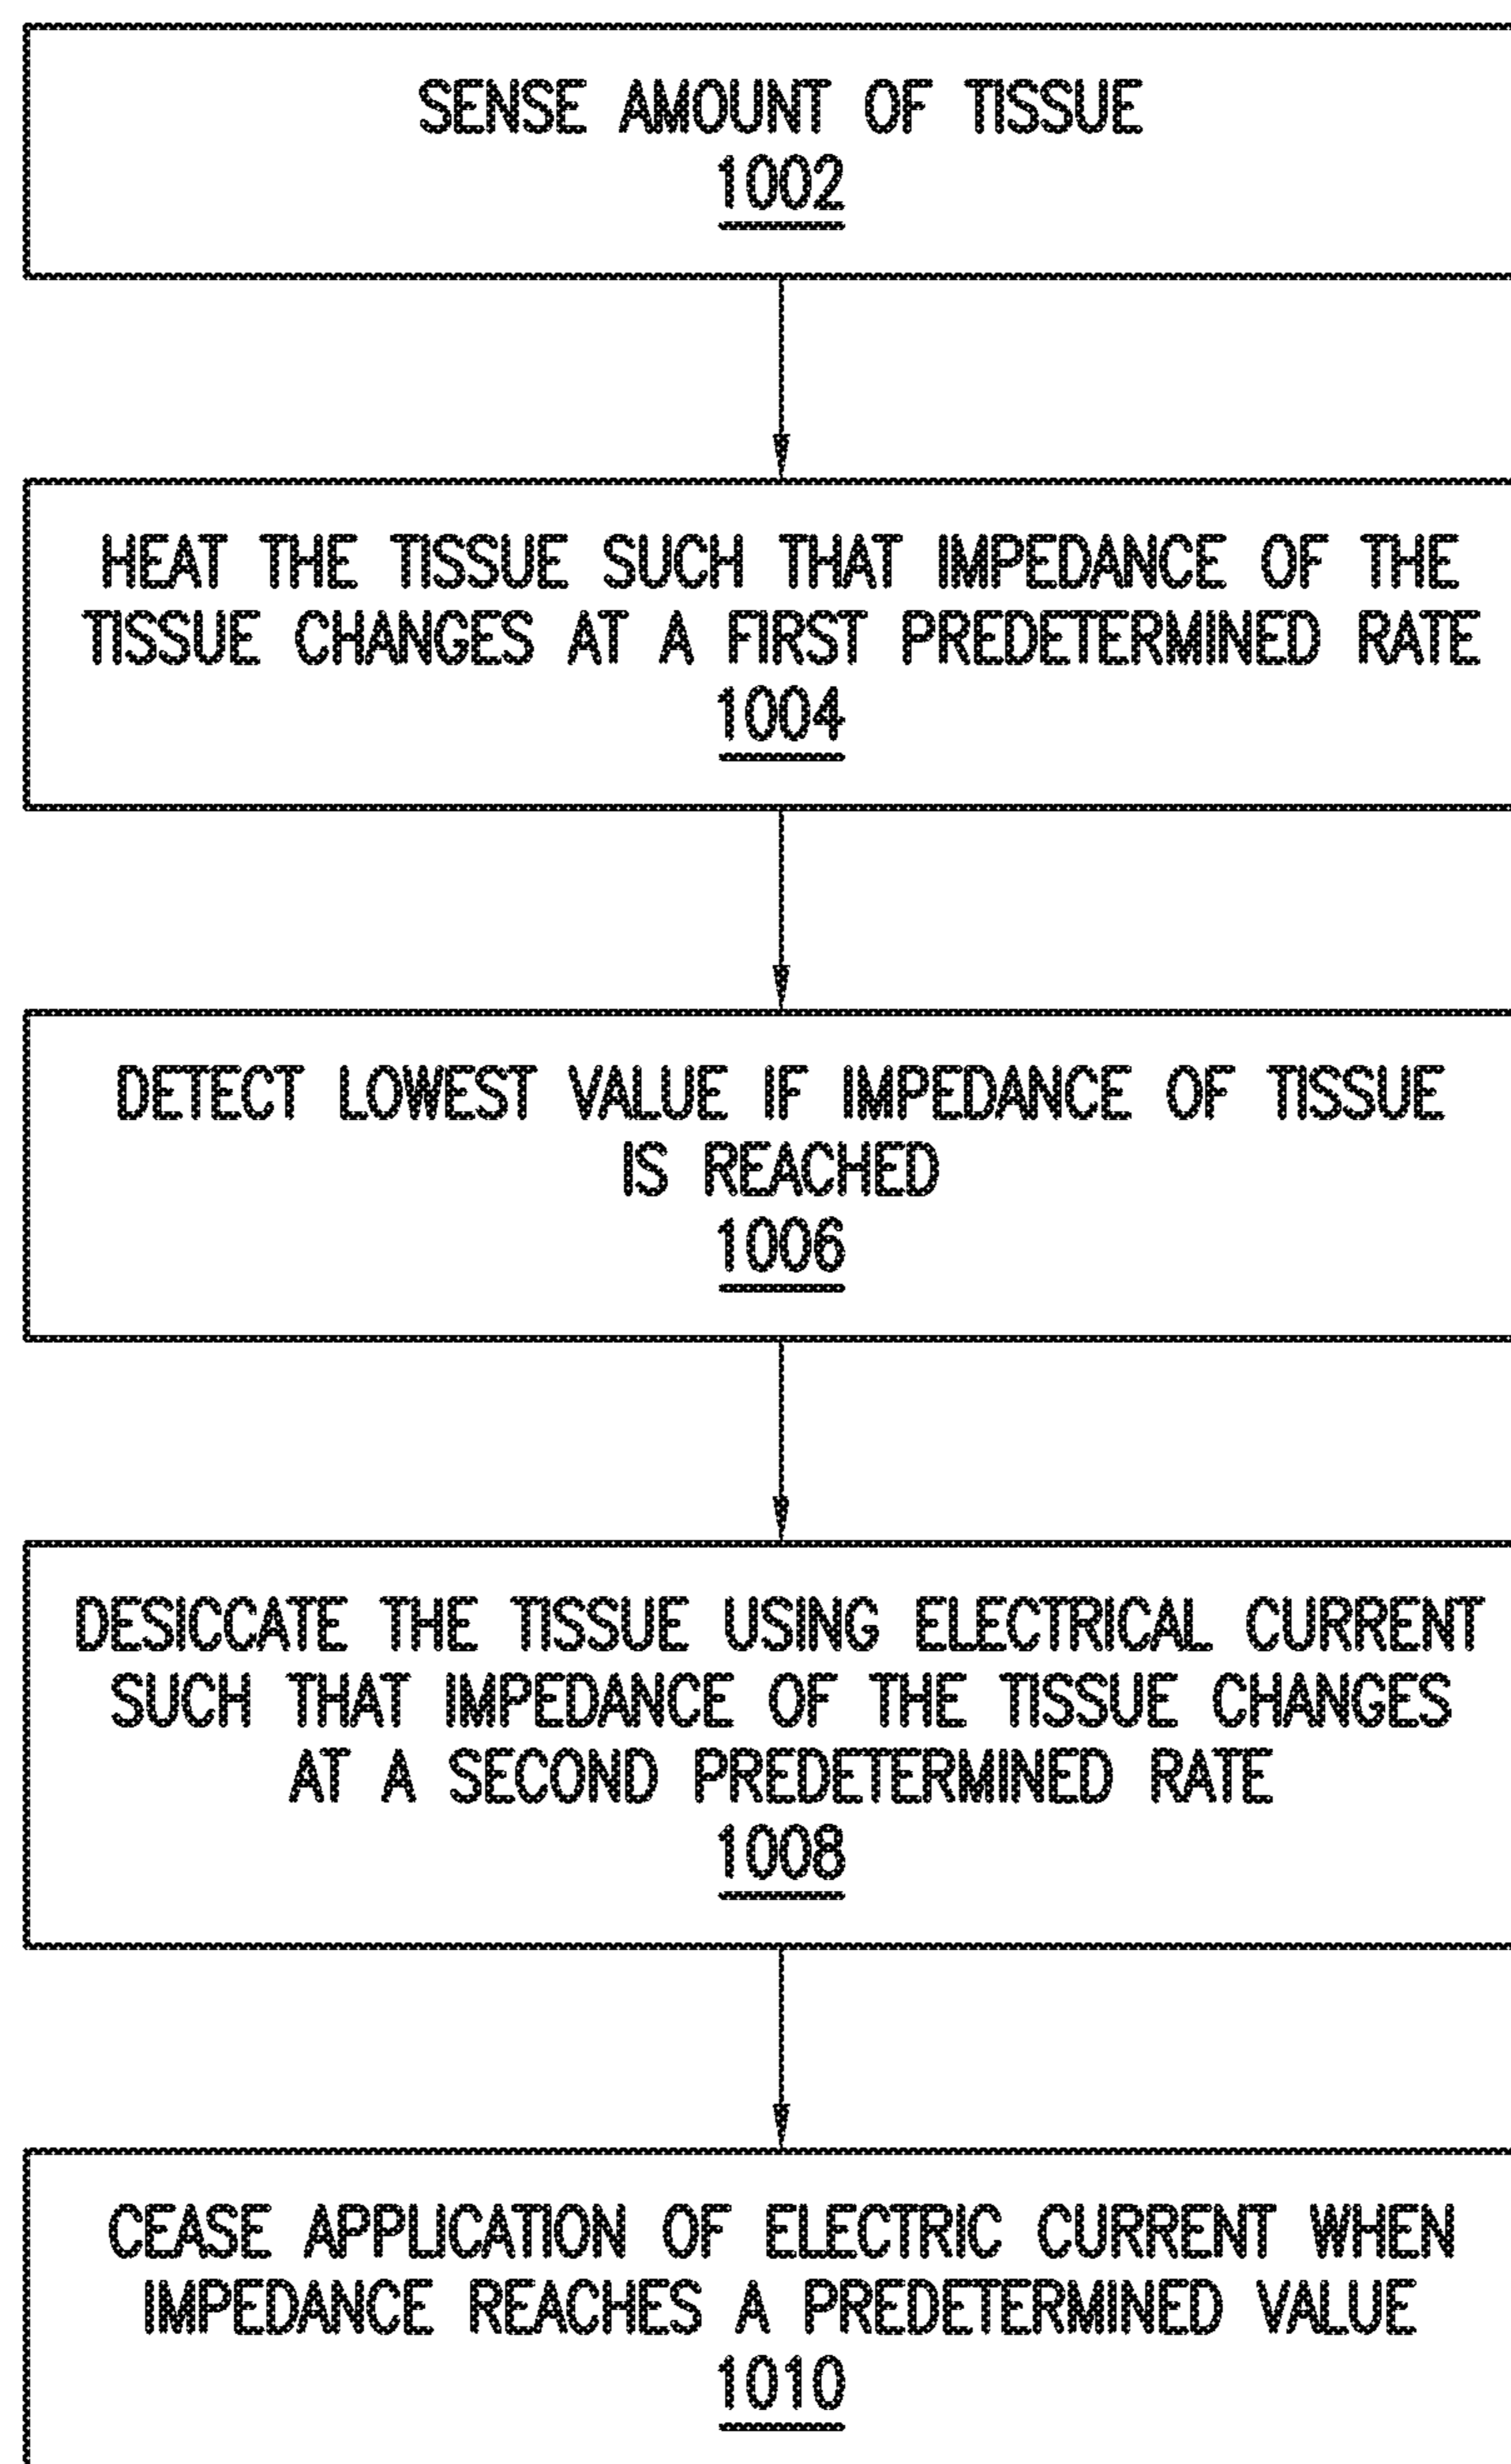 SENSE AMOUNT OF TISSUE
1002
HEAT THE TISSUE SUCH THAT IMPEDANCE OF THE
TISSUE CHANGES AT A FIRST PREDETERMINED RATE
1004
DETECT LOWEST VALUE IF IMPEDANCE OF TISSUE
IS REACHED
1006
DESICCATE THE TISSUE USING ELECTRICAL CURRENT
SUCH THAT IMPEDANCE OF THE TISSUE CHANGES
AT A SECOND PREDETERMINED RATE
1008
CEASE APPLICATION OF ELECTRIC CURRENT WHEN
IMPEDANCE REACHES A PREDETERMINED VALUE
1010